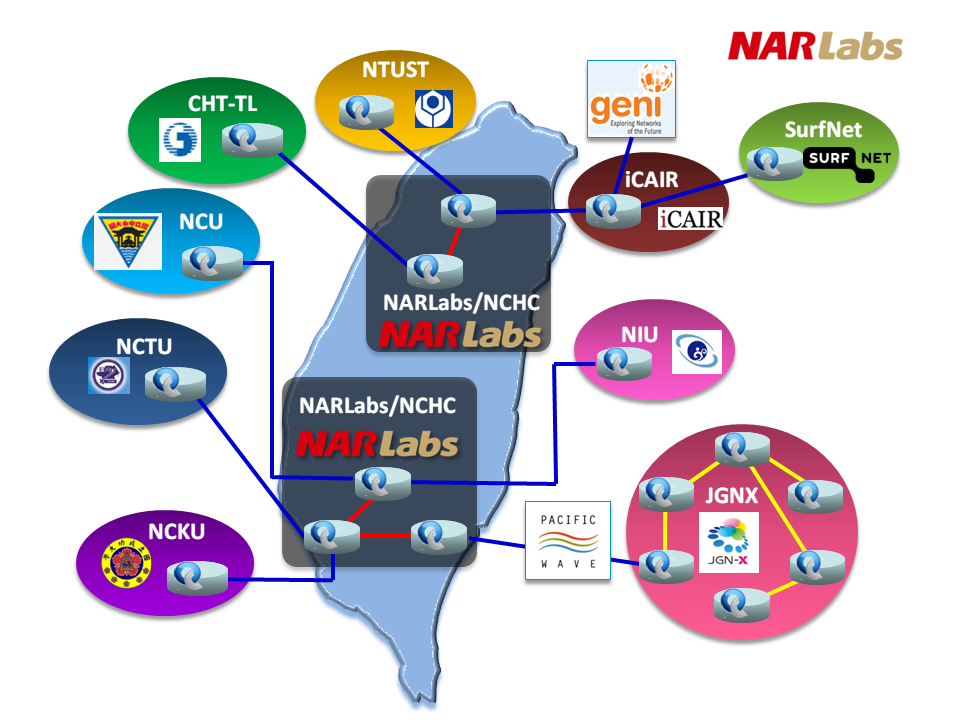 NARLabs
NTUST
CHT-TL
geni
Exploring Networks
of the Future
SurfNet
SURF NET
iCAIR
iCAIR
NCU
NARLabs/NCHC
NARLabs
NIU
NCTU
NARLabs/NCHC
NARLabs
JGNX
JGN-X
PACIFIC
WAVE
NCKU